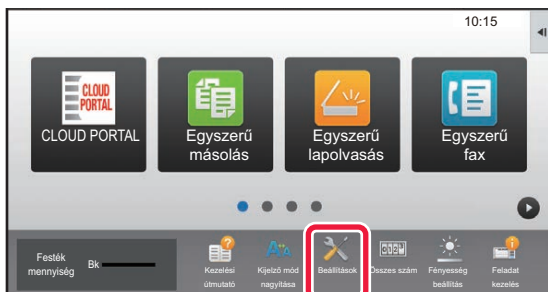 10:15
CLOUD
PORTAL
CLOUD PORTAL
Egyszerű
másolás
Egyszerű
lapolvasás
Egyszerű
fax
Festék
mennyiség
Bk
Kezelési
útmutató
Kijelző mód
nagyítása
Beállítások
Összes szám
Fényesség
beállítás
Feladat
kezelés